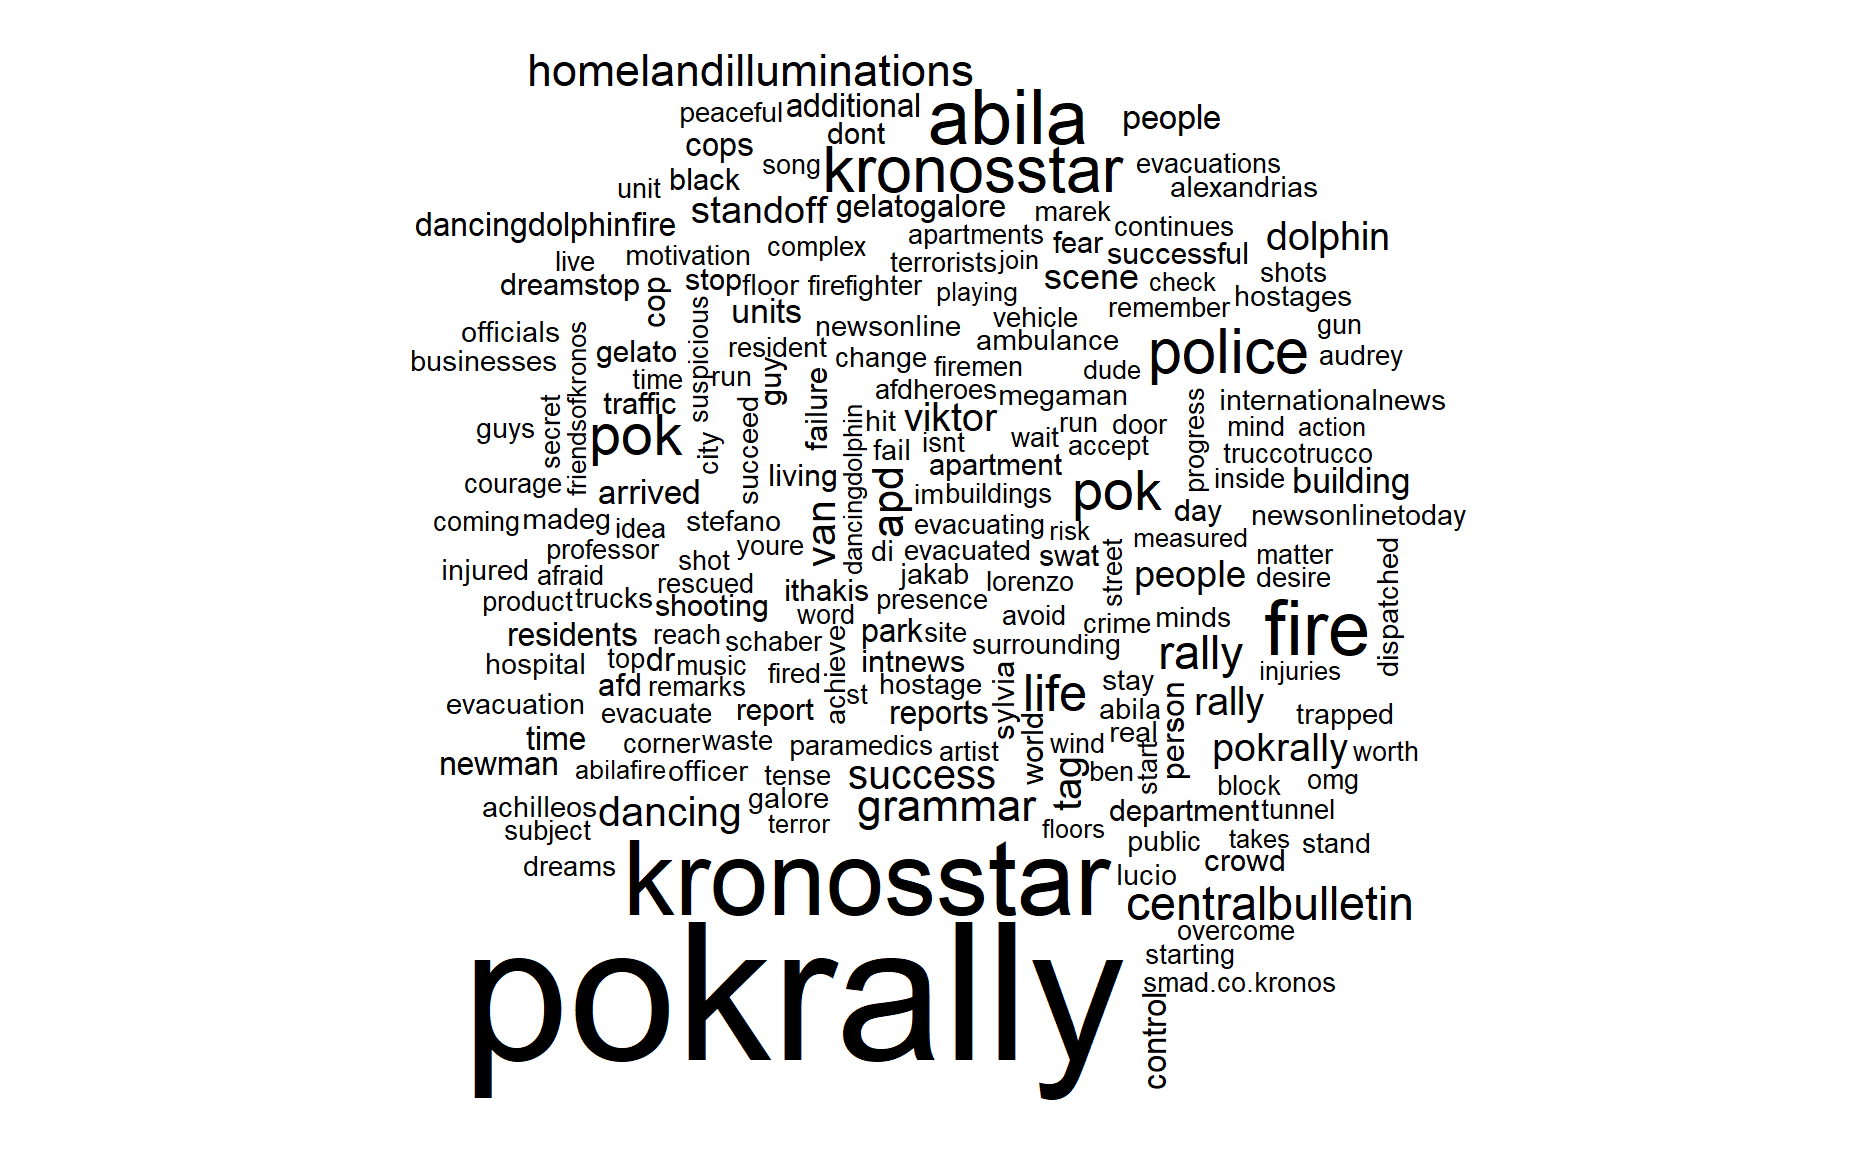 homelandilluminations
peaceful additional abila people
dont
cops
song kronosstar evacuations
unit black alexandrias
standoff gelatogalore marek
dancingdolphinfire apartments continues dolphin
motivation complex fear successful
live terrorists join
dreamstop cop stop floor firefighter playing scene check shots
suspicious units remember hostages
officials newsonline vehicle gun
businesses friendsofkronos gelato resident change ambulance police audrey
time run guy firemen dude
traffic failure afdheroes megaman progress internationalnews
guys secret pok city succeed dancingdolphin hit viktor run door mind action
fail isnt wait accept truccotrucco
courage arrived living apartment inside building
van apd im buildings pok day
coming madeg idea stefano evacuating risk newsonlinetoday
professor shot youre di evacuated swat street measured matter
injured afraid rescued jakab lorenzo people desire dispatched
product trucks shooting ithakis presence
word avoid crime minds fire
residents reach schaber achieve park site surrounding
hospital top dr music intnews rally injuries
afd remarks fired st hostage sylvia life stay
evacuation evacuate report reports world abila person rally trapped
time corner waste paramedics artist wind real pokrally worth
newman abilafire officer tense success tag ben start block omg
achilleos dancing galore grammar department tunnel
subject terror floors public takes stand
dreams kronosstar lucio crowd
centralbulletin
pokrally overcome
starting
smad.co.kronos
control